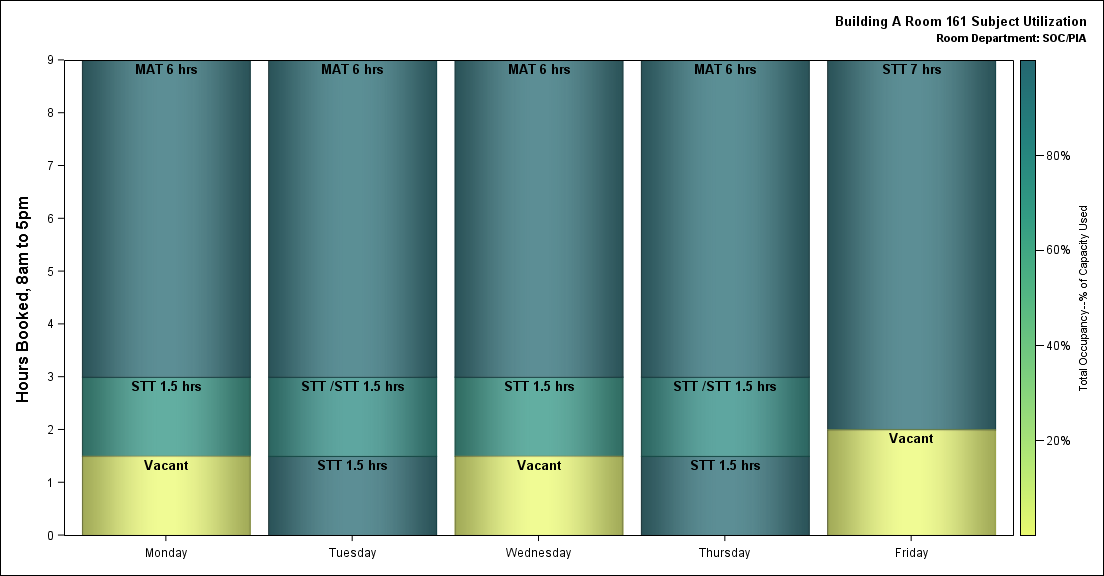 Building A Room 161 Subject Utilization
Room Department: SOC/PIA
Hours Booked, 8am to 5pm
9
8
7
6
5
4
3
2
1
0
MAT 6 hrs
MAT 6 hrs
MAT 6 hrs
MAT 6 hrs
STT 7 hrs
STT 1.5 hrs
STT /STT 1.5 hrs
STT 1.5 hrs
STT /STT 1.5 hrs
Vacant
Vacant
STT 1.5 hrs
Vacant
STT 1.5 hrs
Monday
Tuesday
Wednesday
Thursday
Friday
80%
60%
40%
20%
Total Occupancy--% of Capacity Used